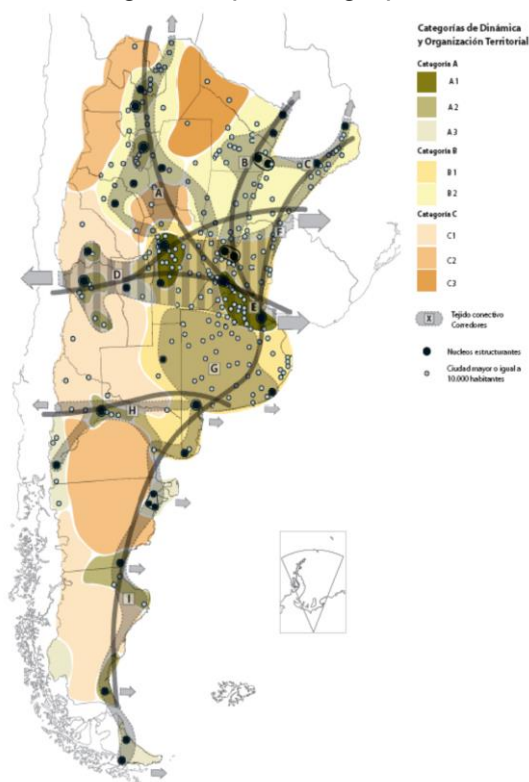 Categorías de Dinámica
y Organización Territorial
Categoría A
A 1
A 2
A 3
Categoría B
B 1
B 2
Categoría C
C1
C2
C3
X
Tejido conectivo
Corredores
Nucleos estructurantes
Ciudad mayor o igual a
10.000 habitantes
A
B
C
D
E
F
G
H
I